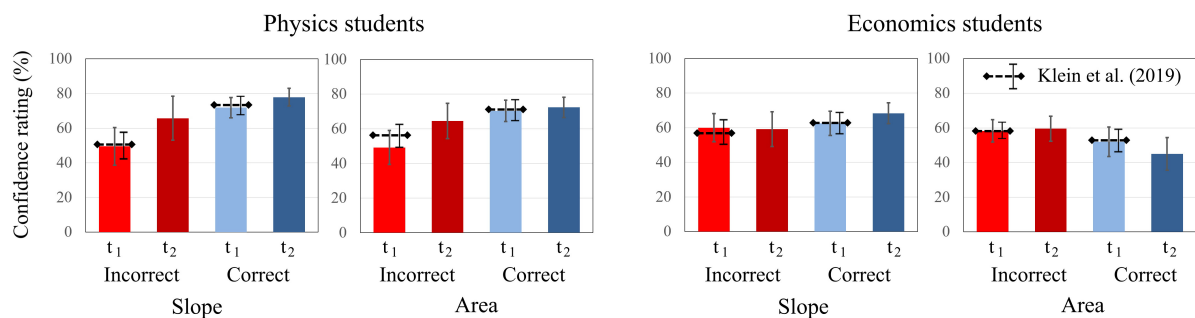 Physics students
Economics students
Confidence rating (%)
100
80
60
40
20
0
t1 t2 t1 t2
Incorrect Correct
Slope
100
80
60
40
20
0
t1 t2 t1 t2
Incorrect Correct
Area
100
80
60
40
20
0
t1 t2 t1 t2
Incorrect Correct
Slope
100
80
60
40
20
0
Klein et al. (2019)
t1 t2 t1 t2
Incorrect Correct
Area